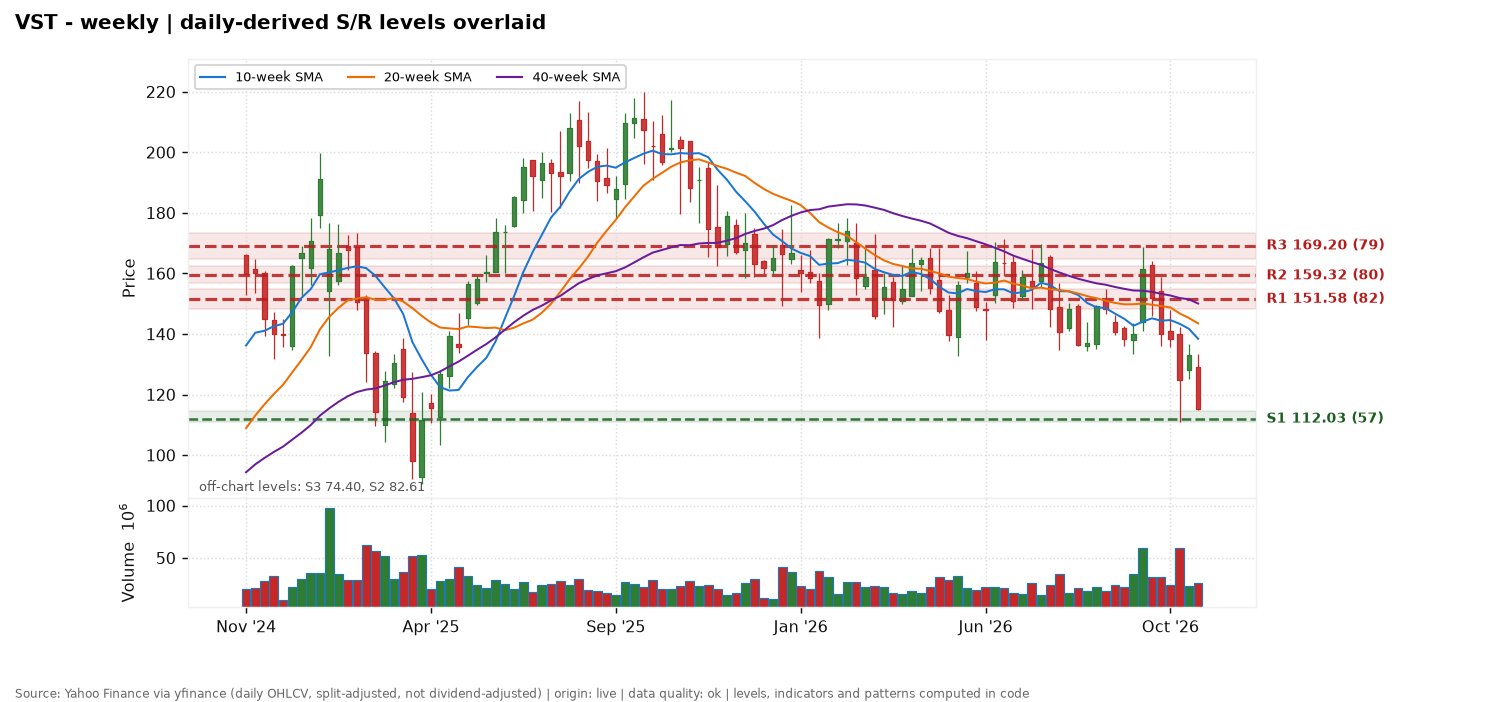 VST - weekly | daily-derived S/R levels overlaid
10-week SMA
20-week SMA
40-week SMA
220
200
180
160
140
120
100
Price
R3 169.20 (79)
R2 159.32 (80)
R1 151.58 (82)
S1 112.03 (57)
off-chart levels: S3 74.40, S2 82.61
100
50
Volume 10⁶
Nov '24
Apr '25
Sep '25
Jan '26
Jun '26
Oct '26
Source: Yahoo Finance via yfinance (daily OHLCV, split-adjusted, not dividend-adjusted) | origin: live | data quality: ok | levels, indicators and patterns computed in code